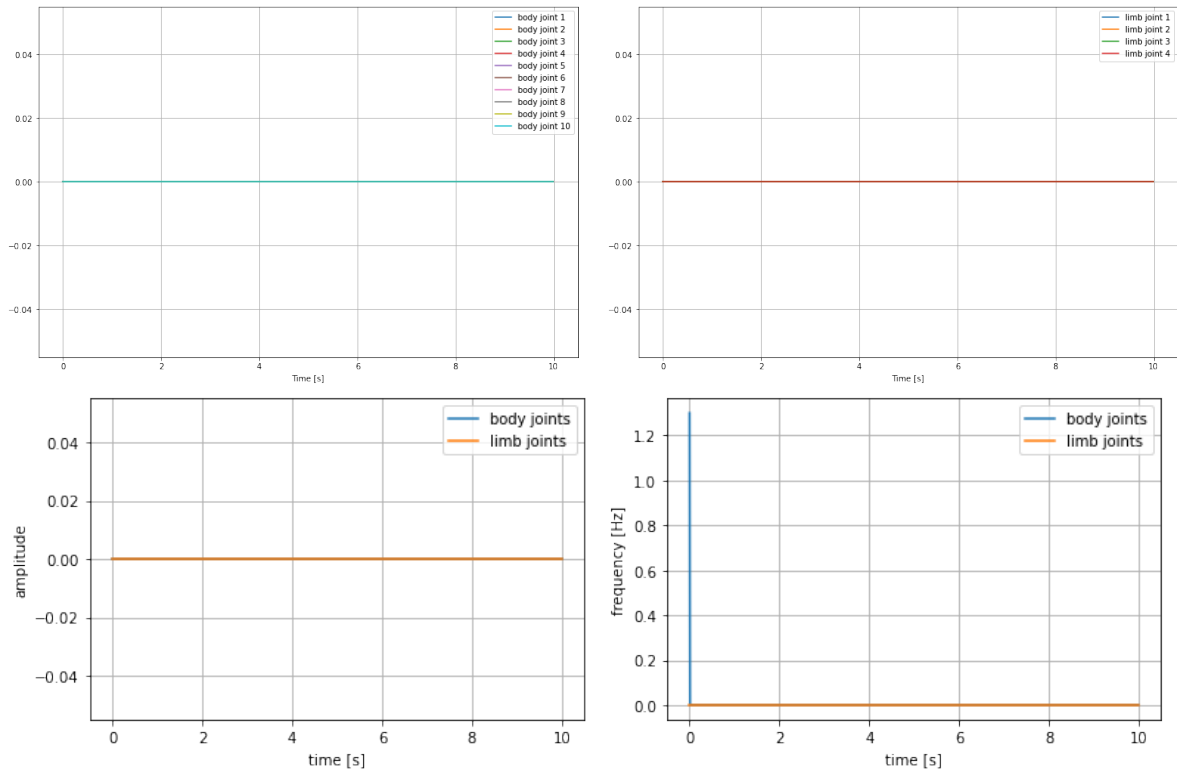 body joint 1
body joint 2
body joint 3
body joint 4
body joint 5
body joint 6
body joint 7
body joint 8
body joint 9
body joint 10
0.04
0.02
0.00
−0.02
−0.04
0 2 4 6 8 10
Time [s]
limb joint 1
limb joint 2
limb joint 3
limb joint 4
0.04
0.02
0.00
−0.02
−0.04
0 2 4 6 8 10
Time [s]
body joints
limb joints
amplitude
0.04
0.02
0.00
−0.02
−0.04
0 2 4 6 8 10
time [s]
body joints
limb joints
frequency [Hz]
1.2
1.0
0.8
0.6
0.4
0.2
0.0
0 2 4 6 8 10
time [s]